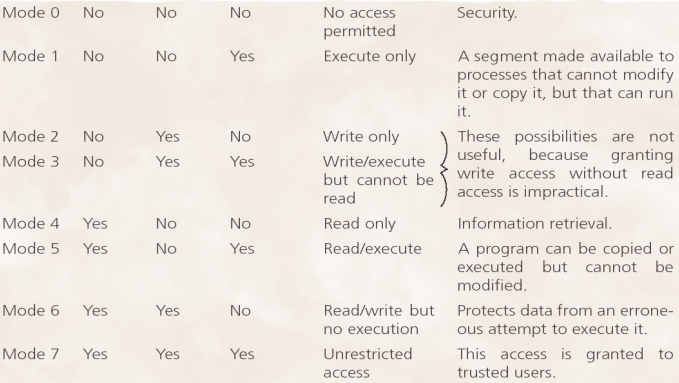 Mode 0 No No No No access Security.
permitted
Mode 1 No No Yes Execute only A segment made available to
processes that cannot modify
it or copy it, but that can run
it.
Mode 2 No Yes No Write only These possibilities are not
Mode 3 No Yes Yes Write/execute useful, because granting
but cannot be write access without read
read access is impractical.
Mode 4 Yes No No Read only Information retrieval.
Mode 5 Yes No Yes Read/execute A program can be copied or
executed but cannot be
modified.
Mode 6 Yes Yes No Read/write but Protects data from an errone-
no execution ous attempt to execute it.
Mode 7 Yes Yes Yes Unrestricted This access is granted to
access trusted users.